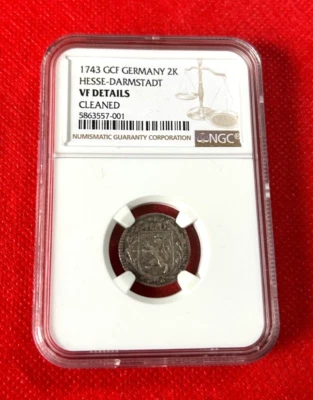 1743 GCF GERMANY 2K
HESSE-DARMSTADT
VF DETAILS
CLEANED
5863557-001
NUMISMATIC GUARANTY CORPORATION
NGC